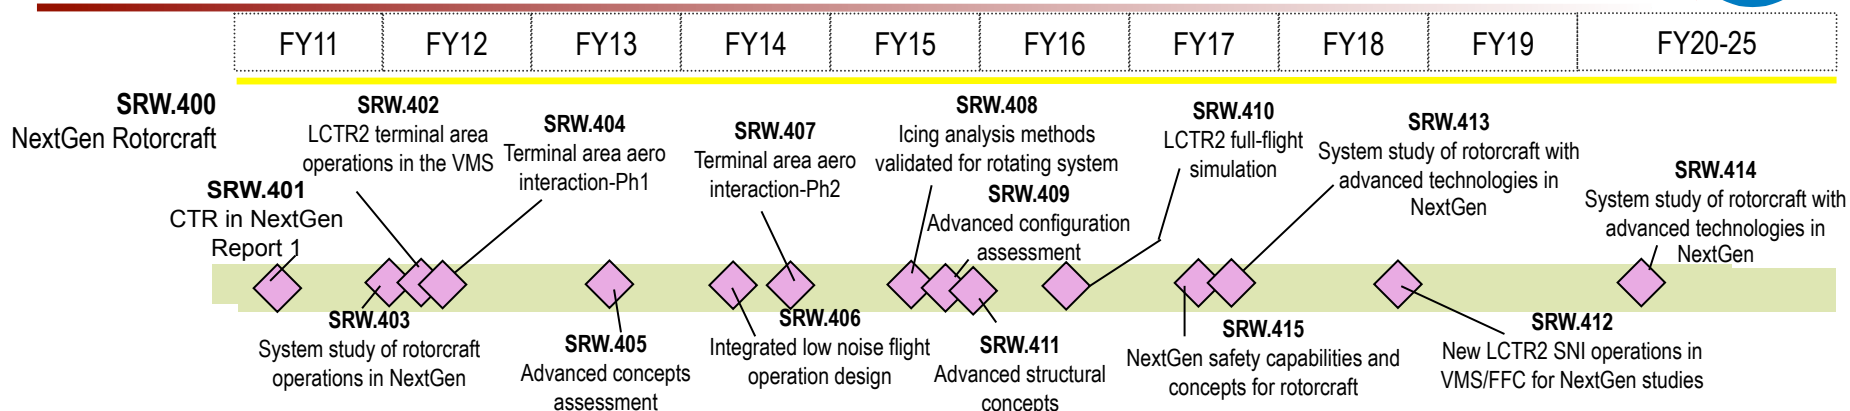 FY11 FY12 FY13 FY14 FY15 FY16 FY17 FY18 FY19 FY20-25
SRW.400
NextGen Rotorcraft
SRW.401
CTR in NextGen
Report 1
SRW.402
LCTR2 terminal area
operations in the VMS
SRW.404
Terminal area aero
interaction-Ph1
SRW.407
Terminal area aero
interaction-Ph2
SRW.408
Icing analysis methods
validated for rotating system
SRW.409
Advanced configuration
assessment
SRW.410
LCTR2 full-flight
simulation
SRW.413
System study of rotorcraft with
advanced technologies in
NextGen
SRW.414
System study of rotorcraft with
advanced technologies in
NextGen
SRW.403
System study of rotorcraft
operations in NextGen
SRW.405
Advanced concepts
assessment
SRW.406
Integrated low noise flight
operation design
SRW.411
Advanced structural
concepts
SRW.415
NextGen safety capabilities and
concepts for rotorcraft
SRW.412
New LCTR2 SNI operations in
VMS/FFC for NextGen studies